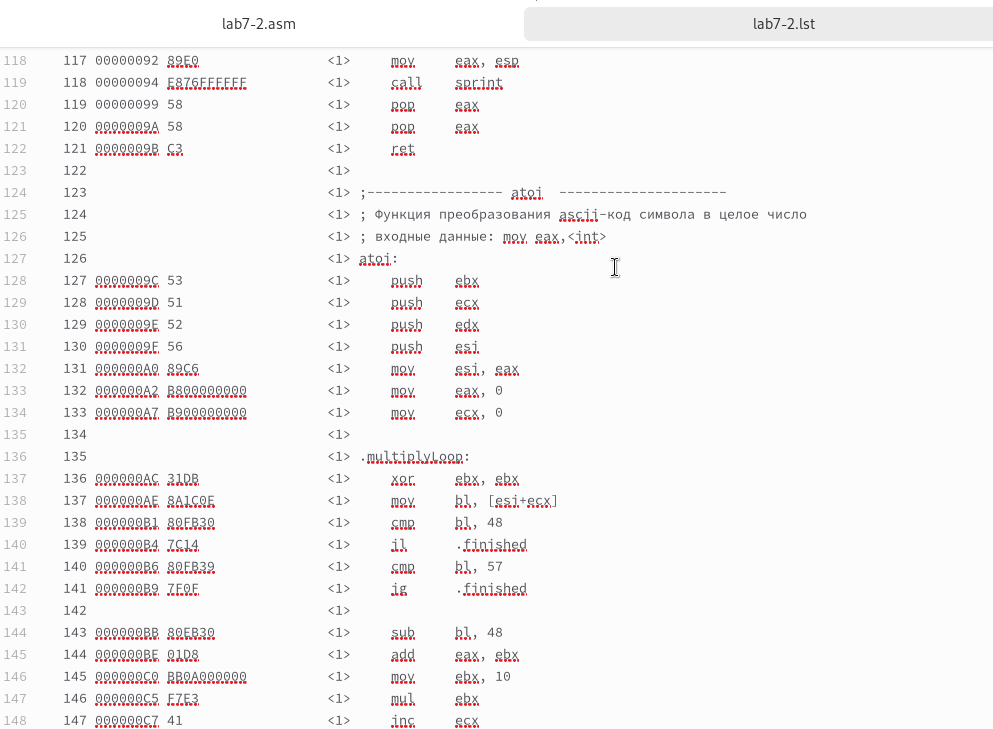 lab7-2.asm lab7-2.lst
118 117 00000092 89E0 <1> mov eax, esp
119 118 00000094 E876FFFFFF <1> call sprint
120 119 00000099 58 <1> pop eax
121 120 0000009A 58 <1> pop eax
122 121 0000009B C3 <1> ret
123 122 <1>
124 123 <1> ;----------------- atoi ---------------------
125 124 <1> ; Функция преобразования ascii-код символа в целое число
126 125 <1> ; входные данные: mov eax,<int>
127 126 <1> atoi:
128 127 0000009C 53 <1> push ebx
129 128 0000009D 51 <1> push ecx
130 129 0000009E 52 <1> push edx
131 130 0000009F 56 <1> push esi
132 131 000000A0 89C6 <1> mov esi, eax
133 132 000000A2 B800000000 <1> mov eax, 0
134 133 000000A7 B900000000 <1> mov ecx, 0
135 134 <1>
136 135 <1> .multiplyLoop:
137 136 000000AC 31DB <1> xor ebx, ebx
138 137 000000AE 8A1C0E <1> mov bl, [esi+ecx]
139 138 000000B1 80FB30 <1> cmp bl, 48
140 139 000000B4 7C14 <1> jl .finished
141 140 000000B6 80FB39 <1> cmp bl, 57
142 141 000000B9 7F0F <1> jg .finished
143 142 <1>
144 143 000000BB 80EB30 <1> sub bl, 48
145 144 000000BE 01D8 <1> add eax, ebx
146 145 000000C0 BB0A000000 <1> mov ebx, 10
147 146 000000C5 F7E3 <1> mul ebx
148 147 000000C7 41 <1> inc ecx